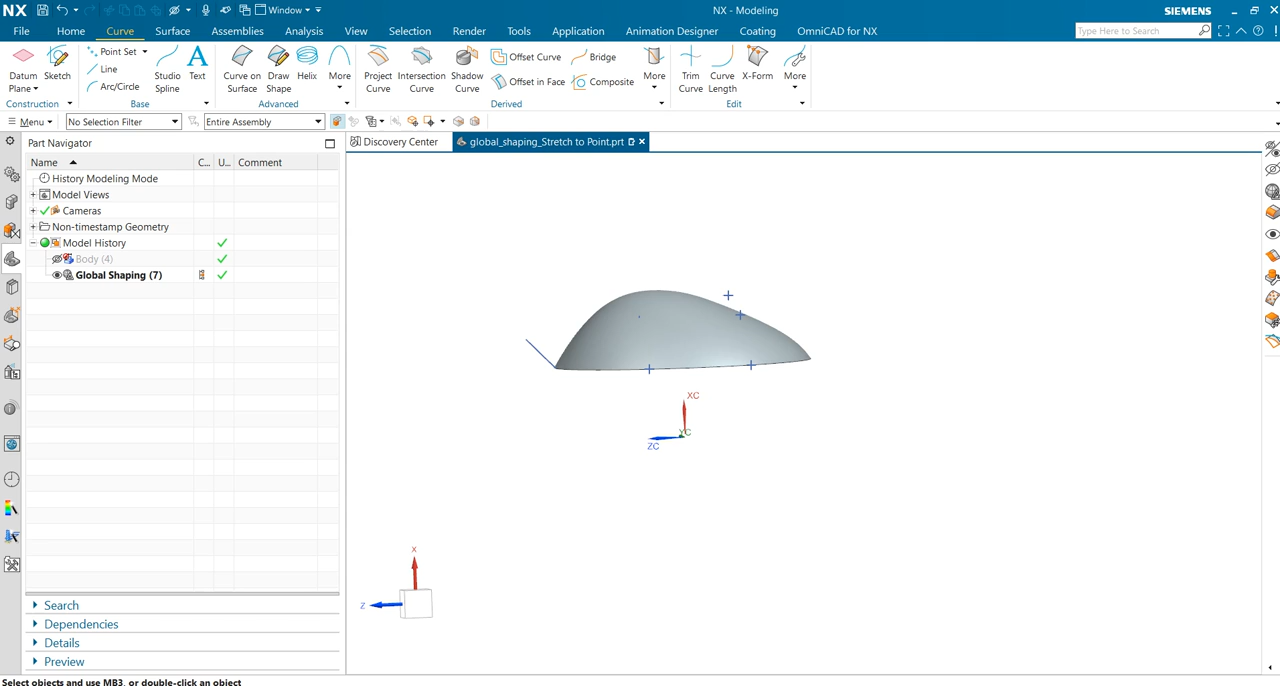 NX
Window
NX - Modeling
SIEMENS
File
Home
Curve
Surface
Assemblies
Analysis
View
Selection
Render
Tools
Application
Animation Designer
Coating
OmniCAD for NX
Type Here to Search
Datum Plane
Sketch
Point Set
Line
Arc/Circle
Studio Spline
Text
Curve on Surface
Draw Shape
Helix
More
Project Curve
Intersection Curve
Shadow Curve
Offset Curve
Offset in Face
Bridge
Composite
More
Trim Curve
Curve Length
X-Form
More
Construction
Base
Advanced
Derived
Edit
Menu
No Selection Filter
Entire Assembly
Part Navigator
Discovery Center
global_shaping_Stretch to Point.prt
Name
C...
U...
Comment
History Modeling Mode
Model Views
Cameras
Non-timestamp Geometry
Model History
Body (4)
Global Shaping (7)
XC
YC
ZC
X
Z
Search
Dependencies
Details
Preview
Select objects and use MB3, or double-click an object